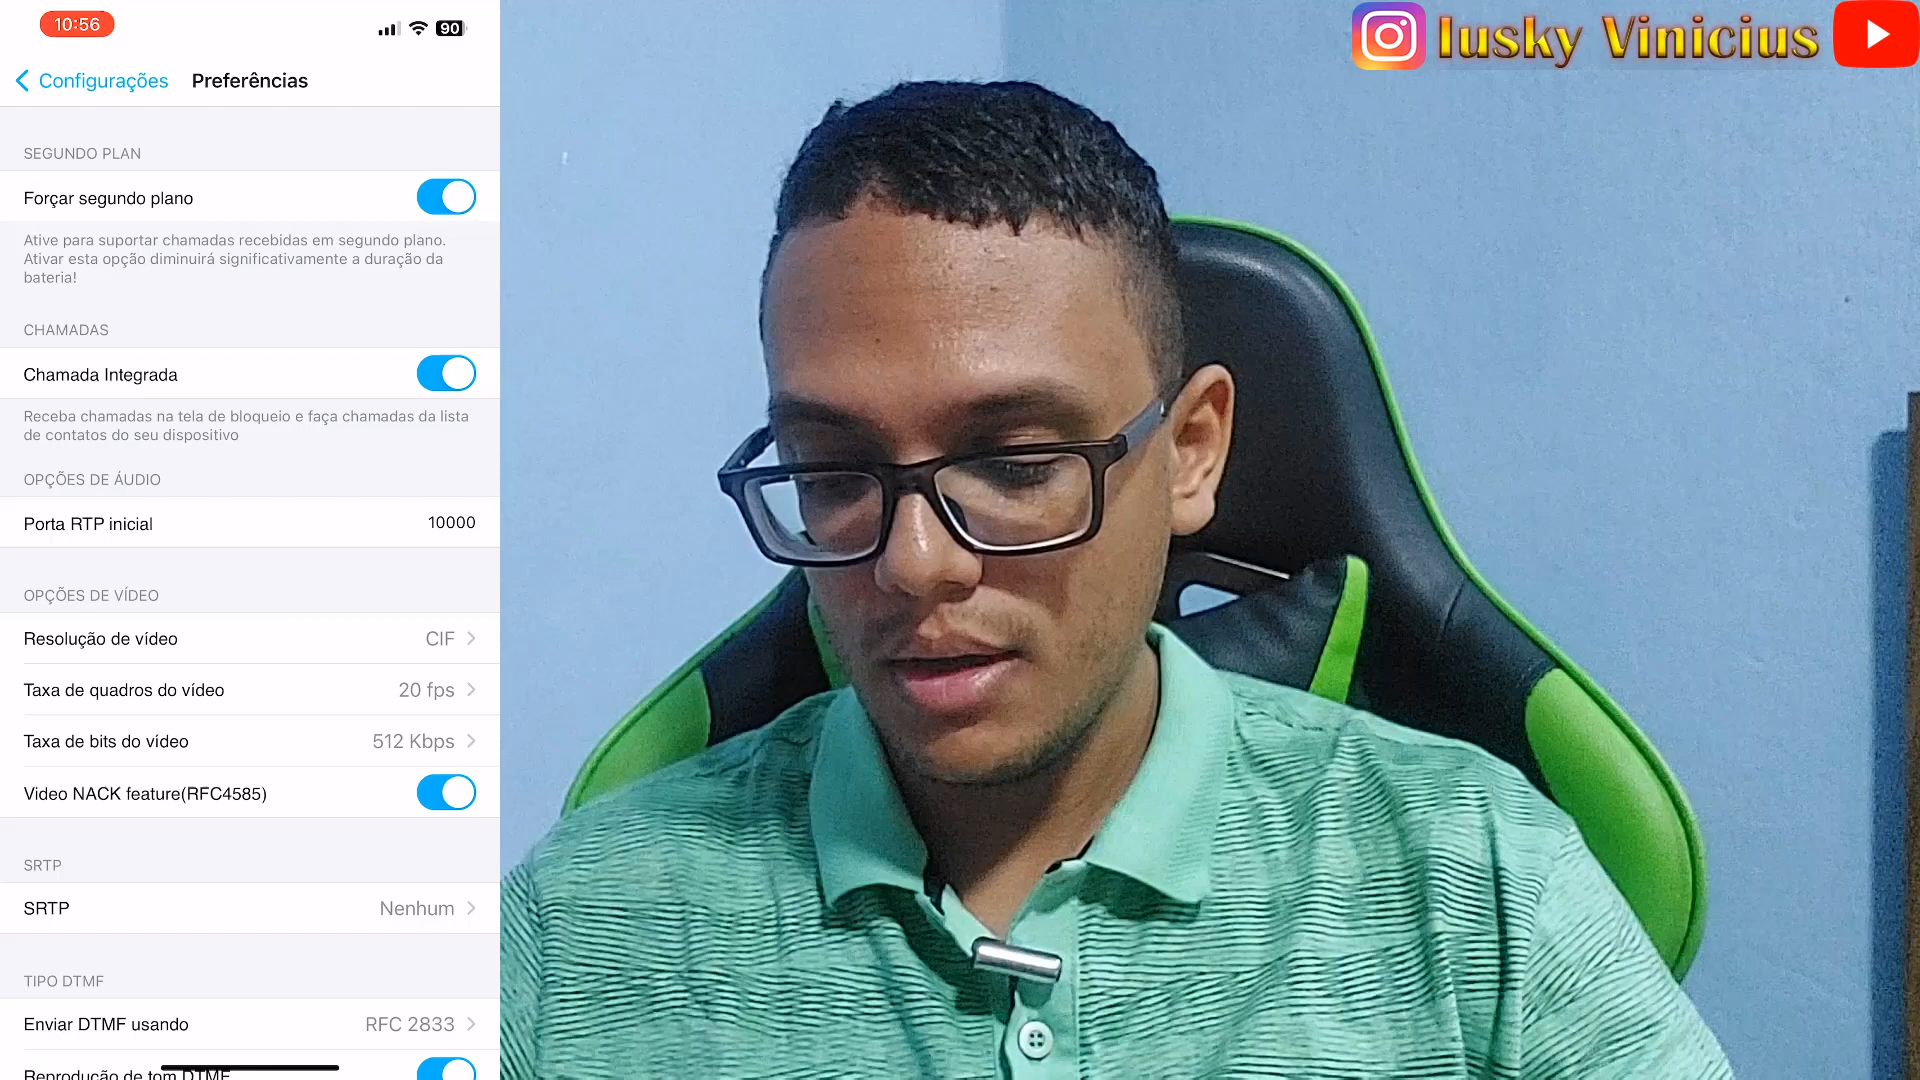 10:56
90
Iusky Vinicius
Configurações Preferências
SEGUNDO PLAN
Forçar segundo plano
Ative para suportar chamadas recebidas em segundo plano.
Ativar esta opção diminuirá significativamente a duração da
bateria!
CHAMADAS
Chamada Integrada
Receba chamadas na tela de bloqueio e faça chamadas da lista
de contatos do seu dispositivo
OPÇÕES DE ÁUDIO
Porta RTP inicial 10000
OPÇÕES DE VÍDEO
Resolução de vídeo CIF
Taxa de quadros do vídeo 20 fps
Taxa de bits do vídeo 512 Kbps
Video NACK feature(RFC4585)
SRTP
SRTP Nenhum
TIPO DTMF
Enviar DTMF usando RFC 2833
Reprodução de tom DTMF